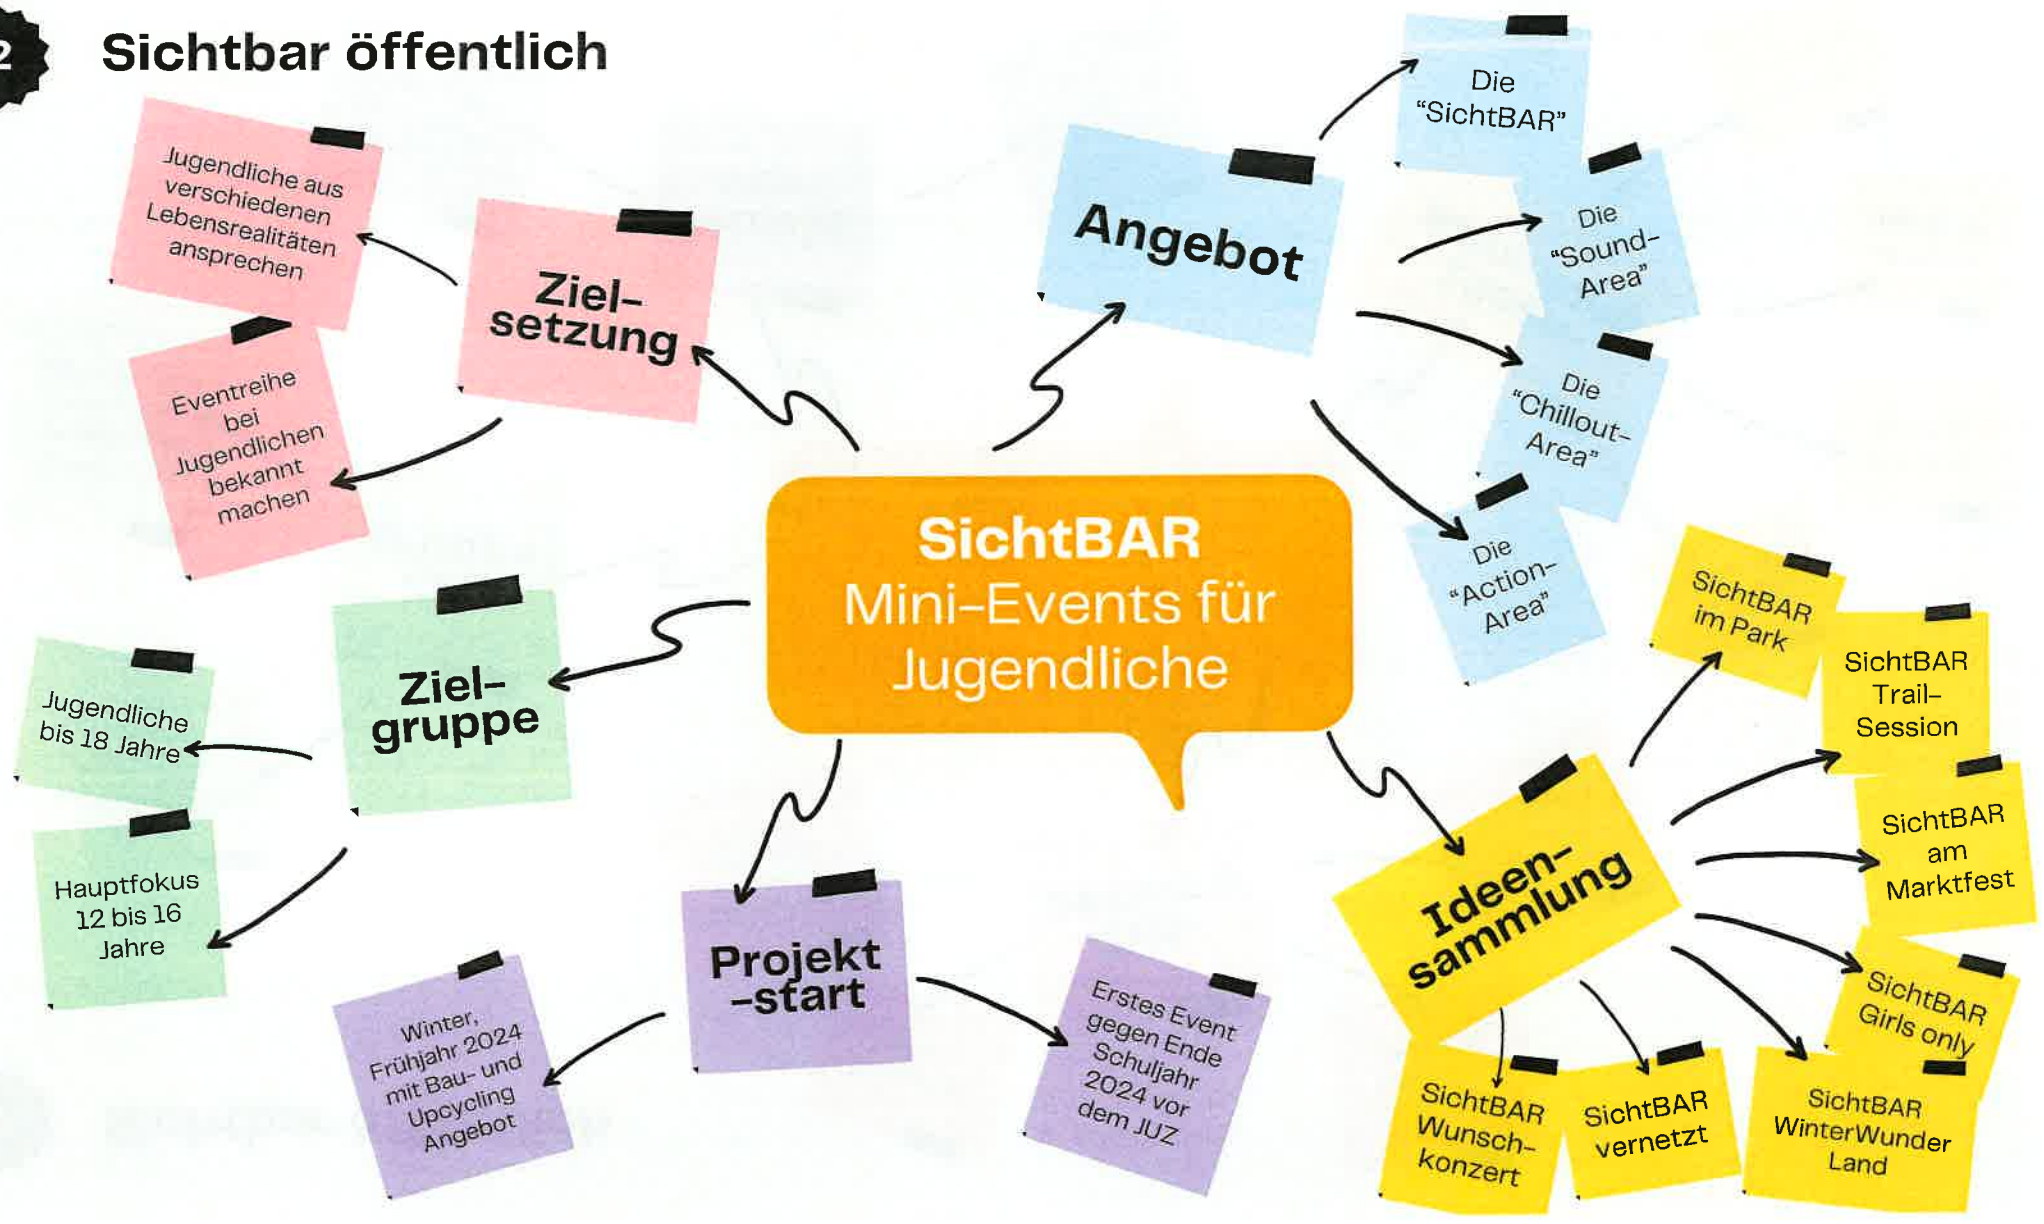 2
Sichtbar öffentlich
Jugendliche aus
verschiedenen
Lebensrealitäten
ansprechen
Ziel-
setzung
Eventreihe
bei
Jugendlichen
bekannt
machen
Angebot
Die
“SichtBAR”
Die
“Sound-
Area”
Die
“Chillout-
Area”
Die
“Action-
Area”
SichtBAR
Mini-Events für
Jugendliche
Ziel-
gruppe
Jugendliche
bis 18 Jahre
Hauptfokus
12 bis 16
Jahre
Projekt
-start
Winter,
Frühjahr 2024
mit Bau- und
Upcycling
Angebot
Erstes Event
gegen Ende
Schuljahr
2024 vor
dem JUZ
Ideen-
sammlung
SichtBAR
im Park
SichtBAR
Trail-
Session
SichtBAR
am
Marktfest
SichtBAR
Girls only
SichtBAR
WinterWunder
Land
SichtBAR
vernetzt
SichtBAR
Wunsch-
konzert